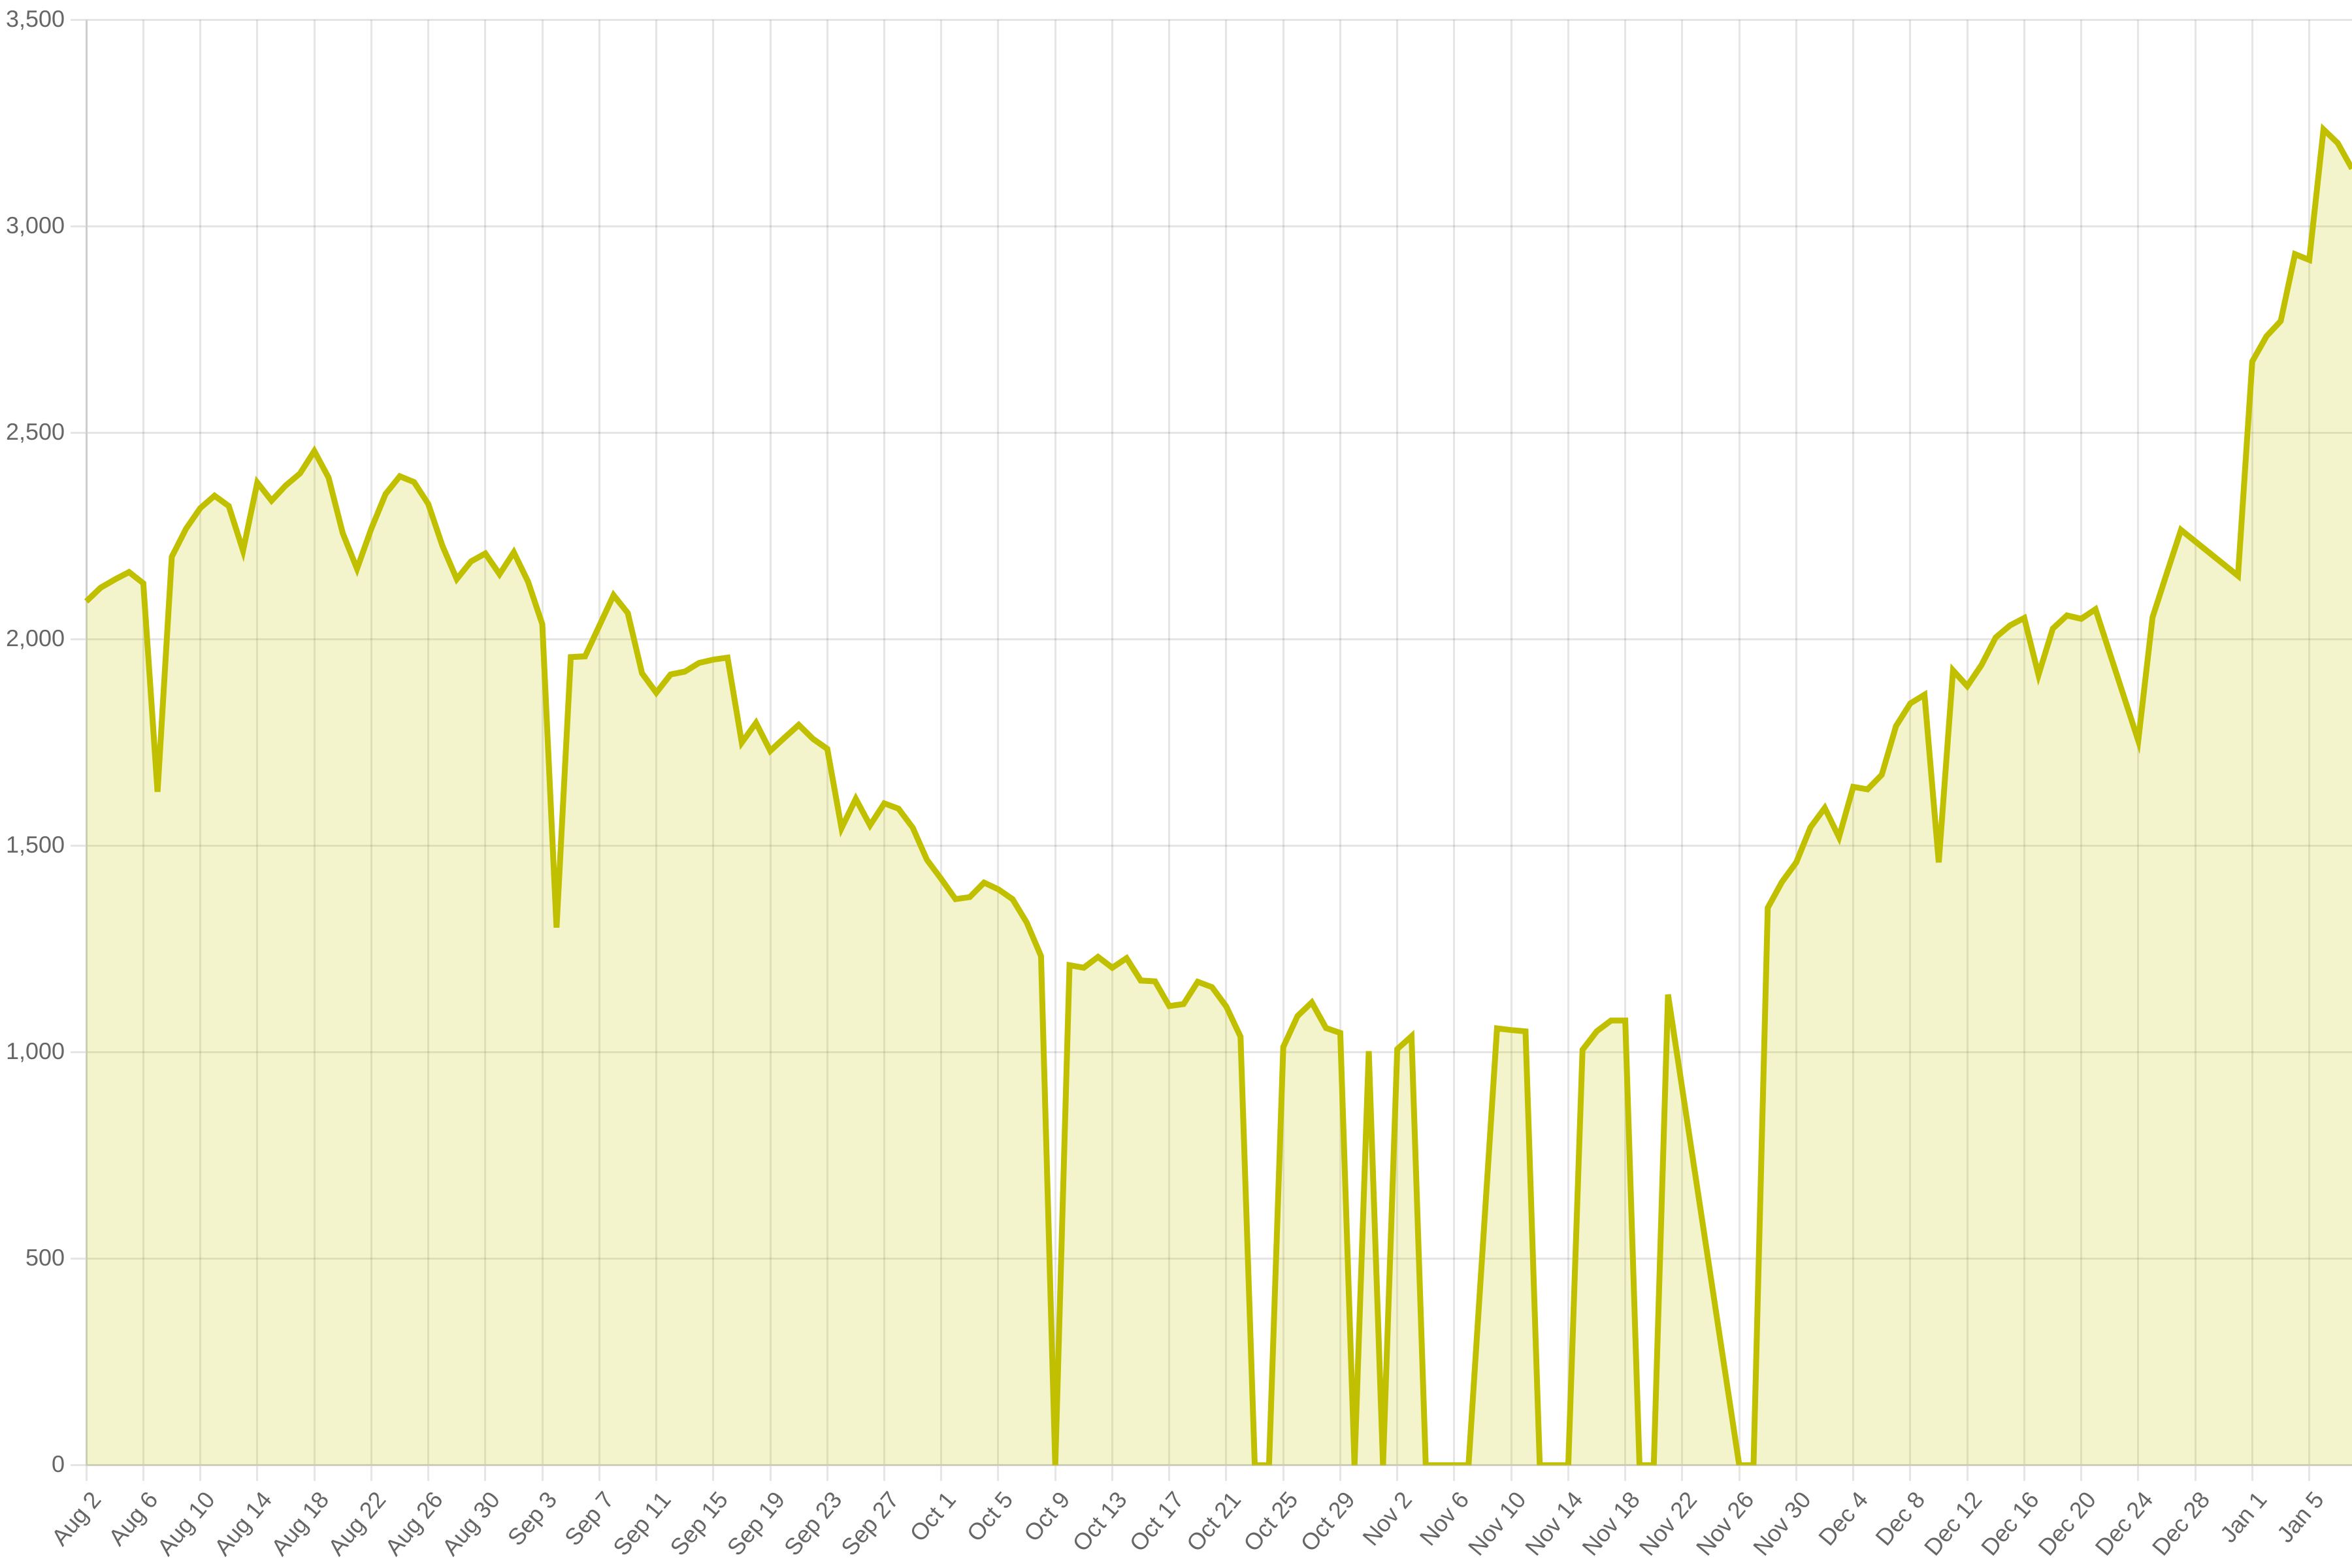 3,500
3,000
2,500
2,000
1,500
1,000
500
0
Aug 2
Aug 6
Aug 10
Aug 14
Aug 18
Aug 22
Aug 26
Aug 30
Sep 3
Sep 7
Sep 11
Sep 15
Sep 19
Sep 23
Sep 27
Oct 1
Oct 5
Oct 9
Oct 13
Oct 17
Oct 21
Oct 25
Oct 29
Nov 2
Nov 6
Nov 10
Nov 14
Nov 18
Nov 22
Nov 26
Nov 30
Dec 4
Dec 8
Dec 12
Dec 16
Dec 20
Dec 24
Dec 28
Jan 1
Jan 5